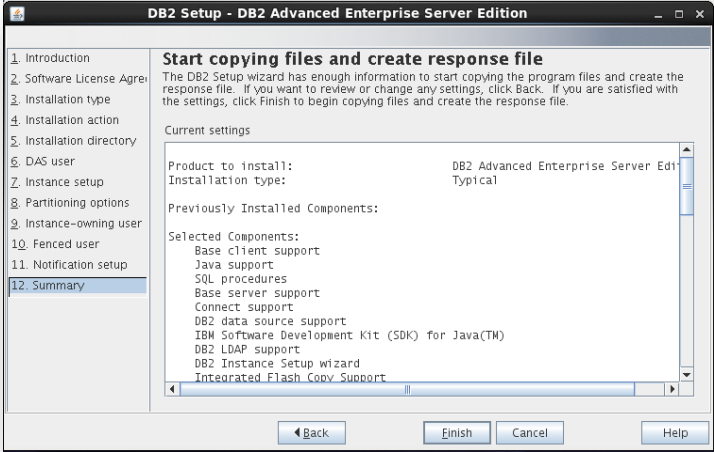 DB2 Setup - DB2 Advanced Enterprise Server Edition
1. Introduction
2. Software License Agre
3. Installation type
4. Installation action
5. Installation directory
6. DAS user
7. Instance setup
8. Partitioning options
9. Instance-owning user
10. Fenced user
11. Notification setup
12. Summary
Start copying files and create response file
The DB2 Setup wizard has enough information to start copying the program files and create the
response file. If you want to review or change any settings, click Back. If you are satisfied with
the settings, click Finish to begin copying files and create the response file.
Current settings
Product to install: DB2 Advanced Enterprise Server Edi
Installation type: Typical
Previously Installed Components:
Selected Components:
Base client support
Java support
SQL procedures
Base server support
Connect support
DB2 data source support
IBM Software Development Kit (SDK) for Java(TM)
DB2 LDAP support
DB2 Instance Setup wizard
Integrated Flash Copy Support
Back Finish Cancel Help